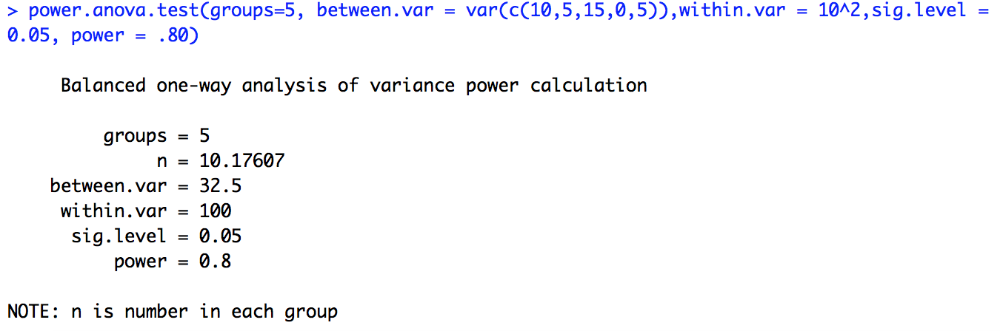 > power.anova.test(groups=5, between.var = var(c(10,5,15,0,5)),within.var = 10^2,sig.level =
0.05, power = .80)
Balanced one-way analysis of variance power calculation
groups = 5
n = 10.17607
between.var = 32.5
within.var = 100
sig.level = 0.05
power = 0.8
NOTE: n is number in each group